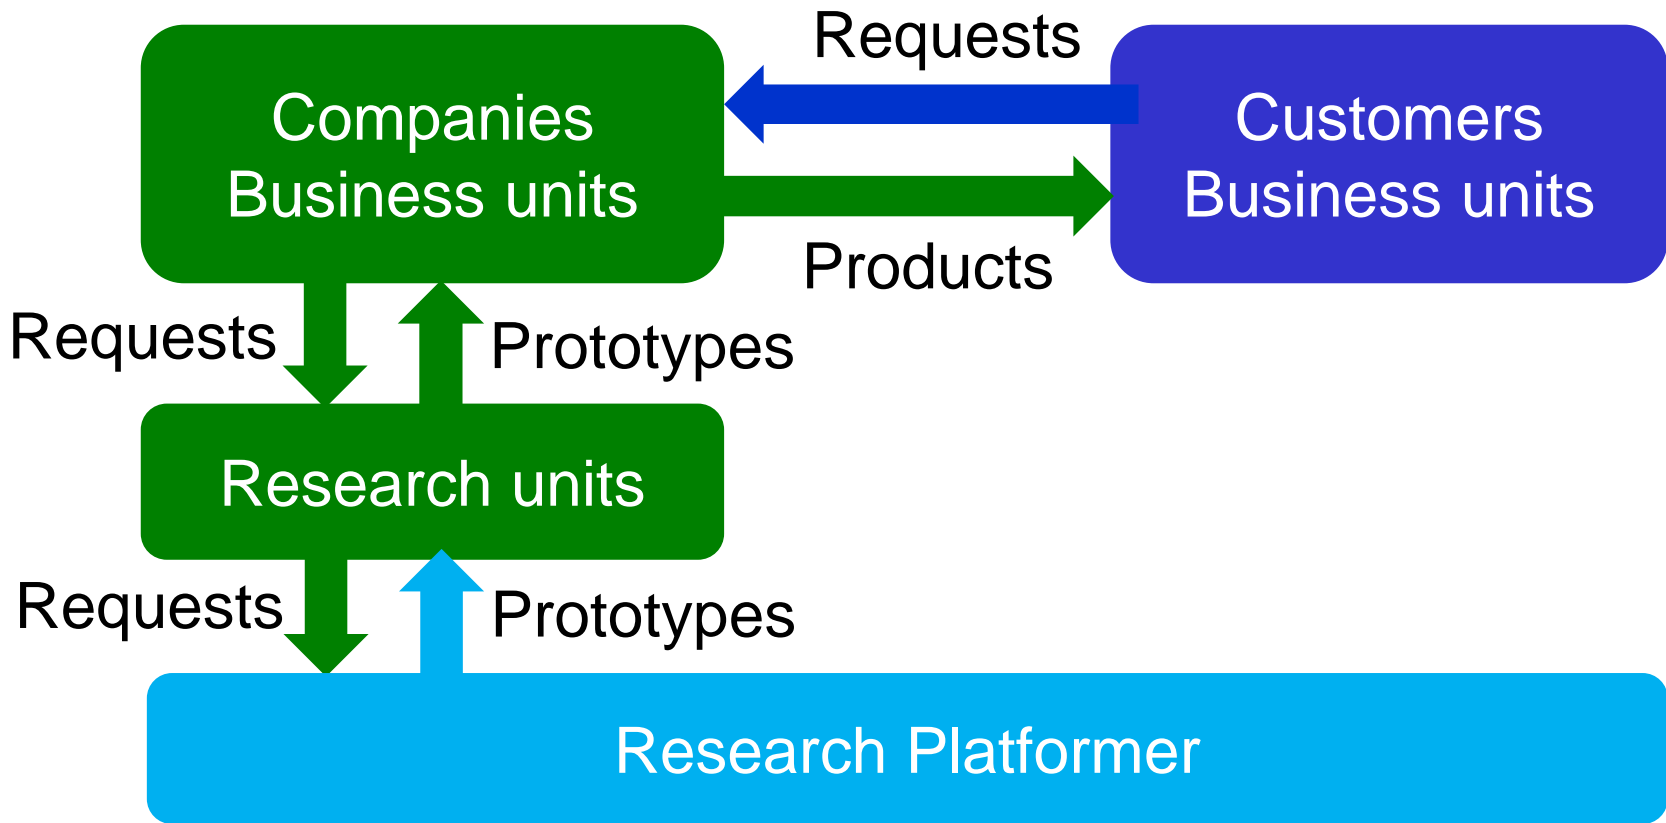 Requests
Companies
Business units
Customers
Business units
Products
Requests
Prototypes
Research units
Requests
Prototypes
Research Platformer